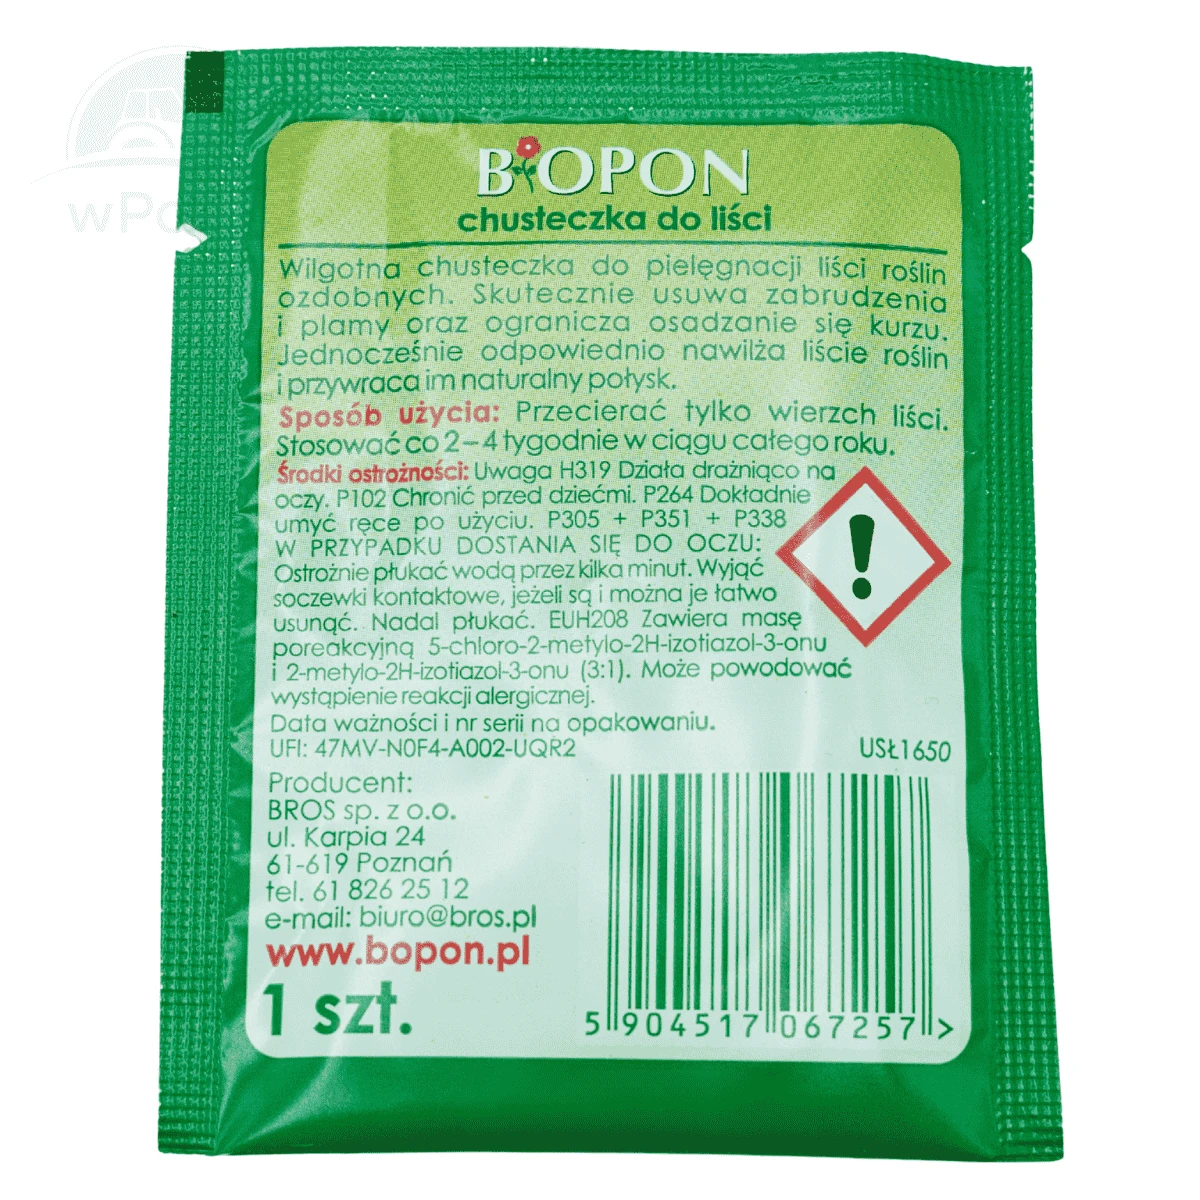 wPo
BIOPON
chusteczka do liści
Wilgotna chusteczka do pielęgnacji liści roślin
ozdobnych. Skutecznie usuwa zabrudzenia
i plamy oraz ogranicza osadzanie się kurzu.
Jednocześnie odpowiednio nawilża liście roślin
i przywraca im naturalny połysk.
Sposób użycia: Przecierać tylko wierzch liści.
Stosować co 2–4 tygodnie w ciągu całego roku.
Środki ostrożności: Uwaga H319 Działa drażniąco na
oczy. P102 Chronić przed dziećmi. P264 Dokładnie
umyć ręce po użyciu. P305 + P351 + P338
W PRZYPADKU DOSTANIA SIĘ DO OCZU:
Ostrożnie płukać wodą przez kilka minut. Wyjąć
soczewki kontaktowe, jeżeli są i można je łatwo
usunąć. Nadal płukać. EUH208 Zawiera masę
poreakcyjną 5-chloro-2-metylo-2H-izotiazol-3-onu
i 2-metylo-2H-izotiazol-3-onu (3:1). Może powodować
wystąpienie reakcji alergicznej.
Data ważności i nr serii na opakowaniu.
UFI: 47MV-N0F4-A002-UQR2 USŁ1650
Producent:
BROS sp. z o.o.
ul. Karpia 24
61-619 Poznań
tel. 61 826 25 12
e-mail: biuro@bros.pl
www.bopon.pl
1 szt.
5 904517 067257 >